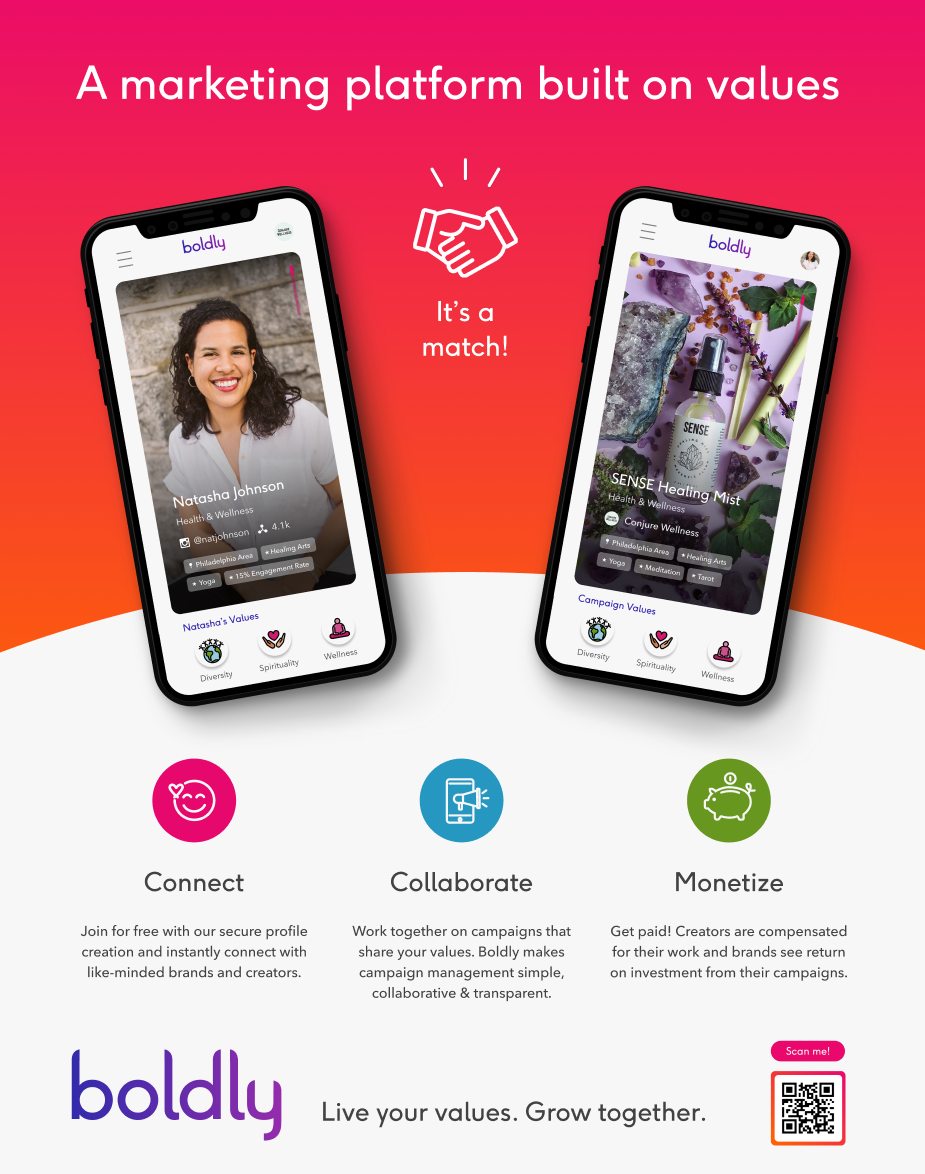 A marketing platform built on values
It's a
match!
boldly
Natasha Johnson
Health & Wellness
@natjohnson 4.1k
Philadelphia Area
Healing Arts
Yoga
15% Engagement Rate
Natasha's Values
Diversity
Spirituality
Wellness
boldly
SENSE
SENSE Healing Mist
Health & Wellness
Conjure Wellness
Philadelphia Area
Healing Arts
Yoga
Meditation
Tarot
Campaign Values
Diversity
Spirituality
Wellness
Connect
Join for free with our secure profile
creation and instantly connect with
like-minded brands and creators.
Collaborate
Work together on campaigns that
share your values. Boldly makes
campaign management simple,
collaborative & transparent.
Monetize
Get paid! Creators are compensated
for their work and brands see return
on investment from their campaigns.
boldly
Live your values. Grow together.
Scan me!